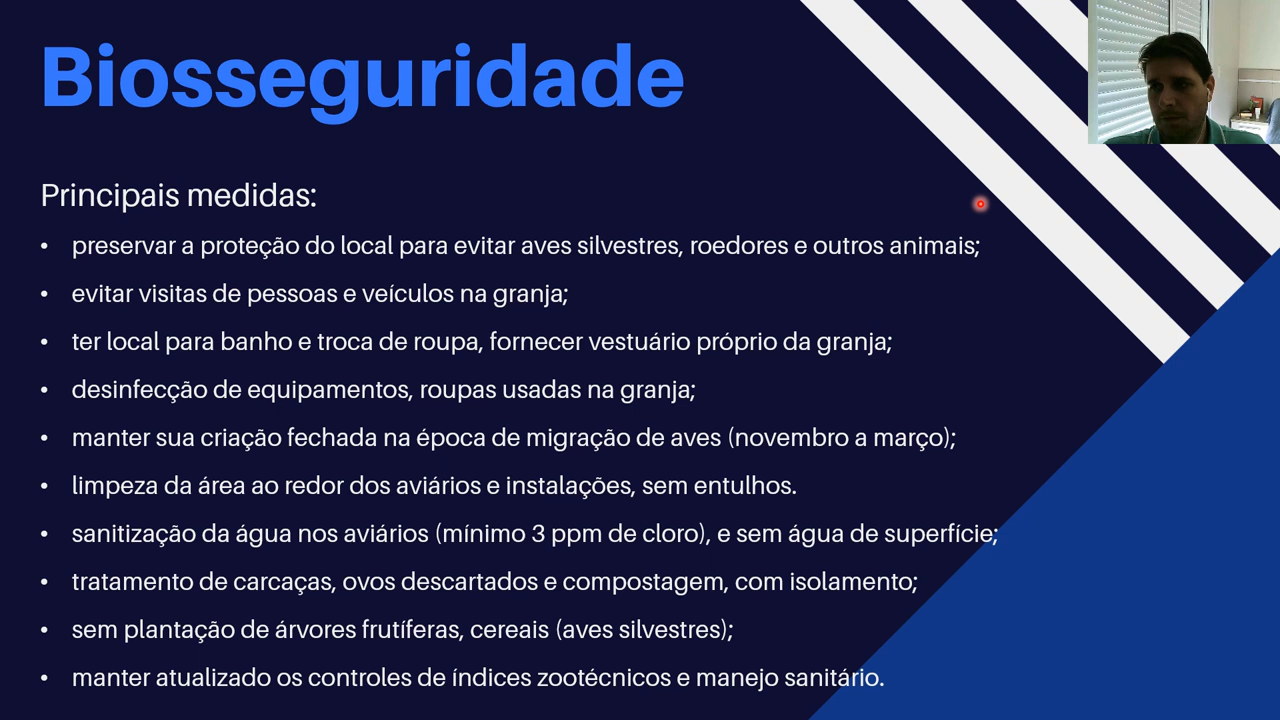 Biosseguridade
Principais medidas:
• preservar a proteção do local para evitar aves silvestres, roedores e outros animais;
• evitar visitas de pessoas e veículos na granja;
• ter local para banho e troca de roupa, fornecer vestuário próprio da granja;
• desinfecção de equipamentos, roupas usadas na granja;
• manter sua criação fechada na época de migração de aves (novembro a março);
• limpeza da área ao redor dos aviários e instalações, sem entulhos.
• sanitização da água nos aviários (mínimo 3 ppm de cloro), e sem água de superfície;
• tratamento de carcaças, ovos descartados e compostagem, com isolamento;
• sem plantação de árvores frutíferas, cereais (aves silvestres);
• manter atualizado os controles de índices zootécnicos e manejo sanitário.